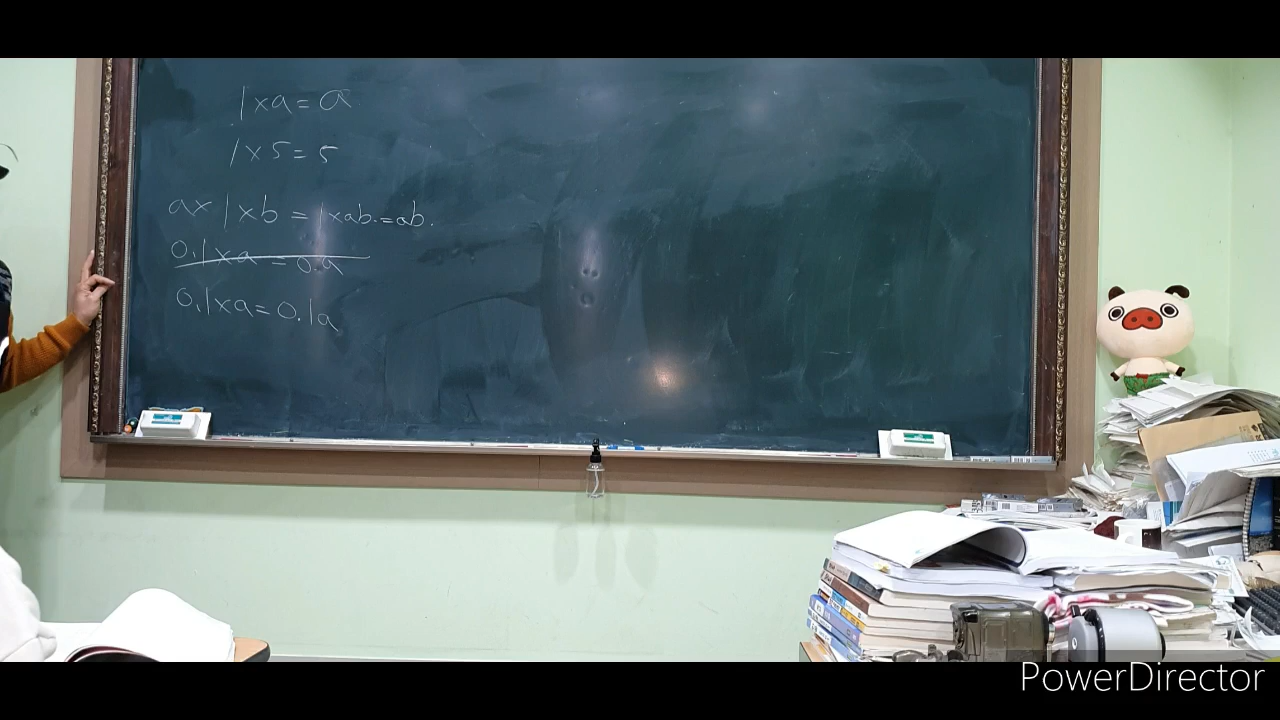 1×a=a
1×5=5
a×1×b=1×ab.=ab.
0.1×a=0.a
0.1×a=0.1a
PowerDirector